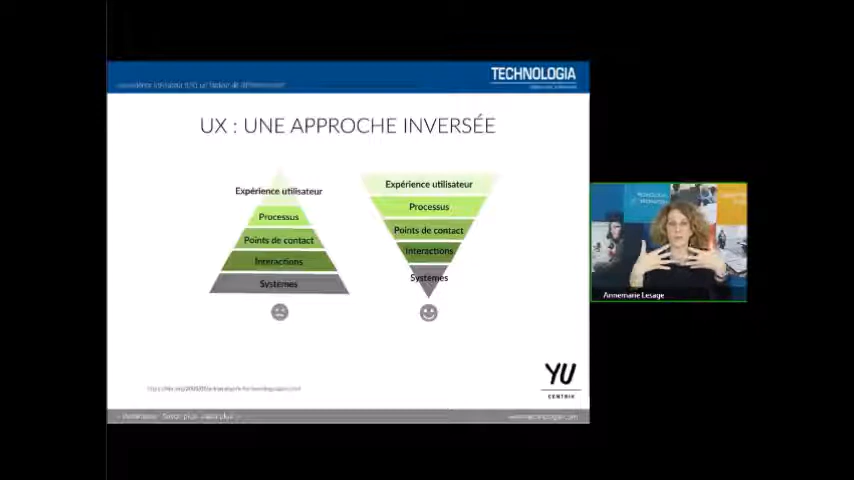 TECHNOLOGIA
UX : UNE APPROCHE INVERSÉE
Expérience utilisateur
Processus
Points de contact
Interactions
Systèmes
Expérience utilisateur
Processus
Points de contact
Interactions
Systèmes
Annemarie Lesage
YU
CENTRIK